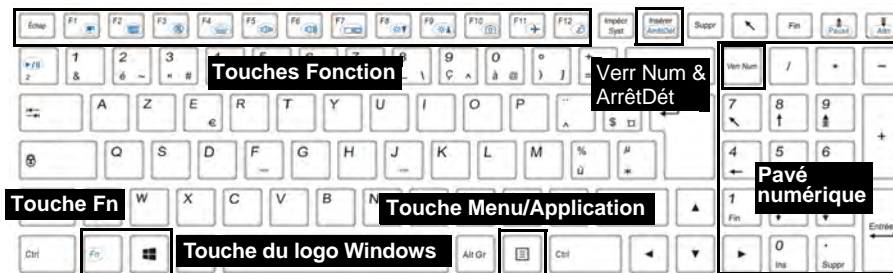 Échap F1 F2 F3 F4 F5 F6 F7 F8 F9 F10 F11 F12 Impécr Syst Insérer ArrêtDét Suppr Fin Pause Attn
2 1 & 2 é ~ 3 " # \ 9 ç ^ 0 à @ ° ) ] + = Verr Num / * -
Touches Fonction
Verr Num &
ArrêtDét
A Z E € R T Y U I O P ¨ ^ $ ¤ 7 8 9 +
Q S D F G H J K L M % ù µ * 4 5 6
Pavé
numérique
Touche Fn
W X C V B N
Touche Menu/Application
1 Fin Entrée
Ctrl Fn
Touche du logo Windows
Alt Gr Ctrl 0 Ins . Suppr